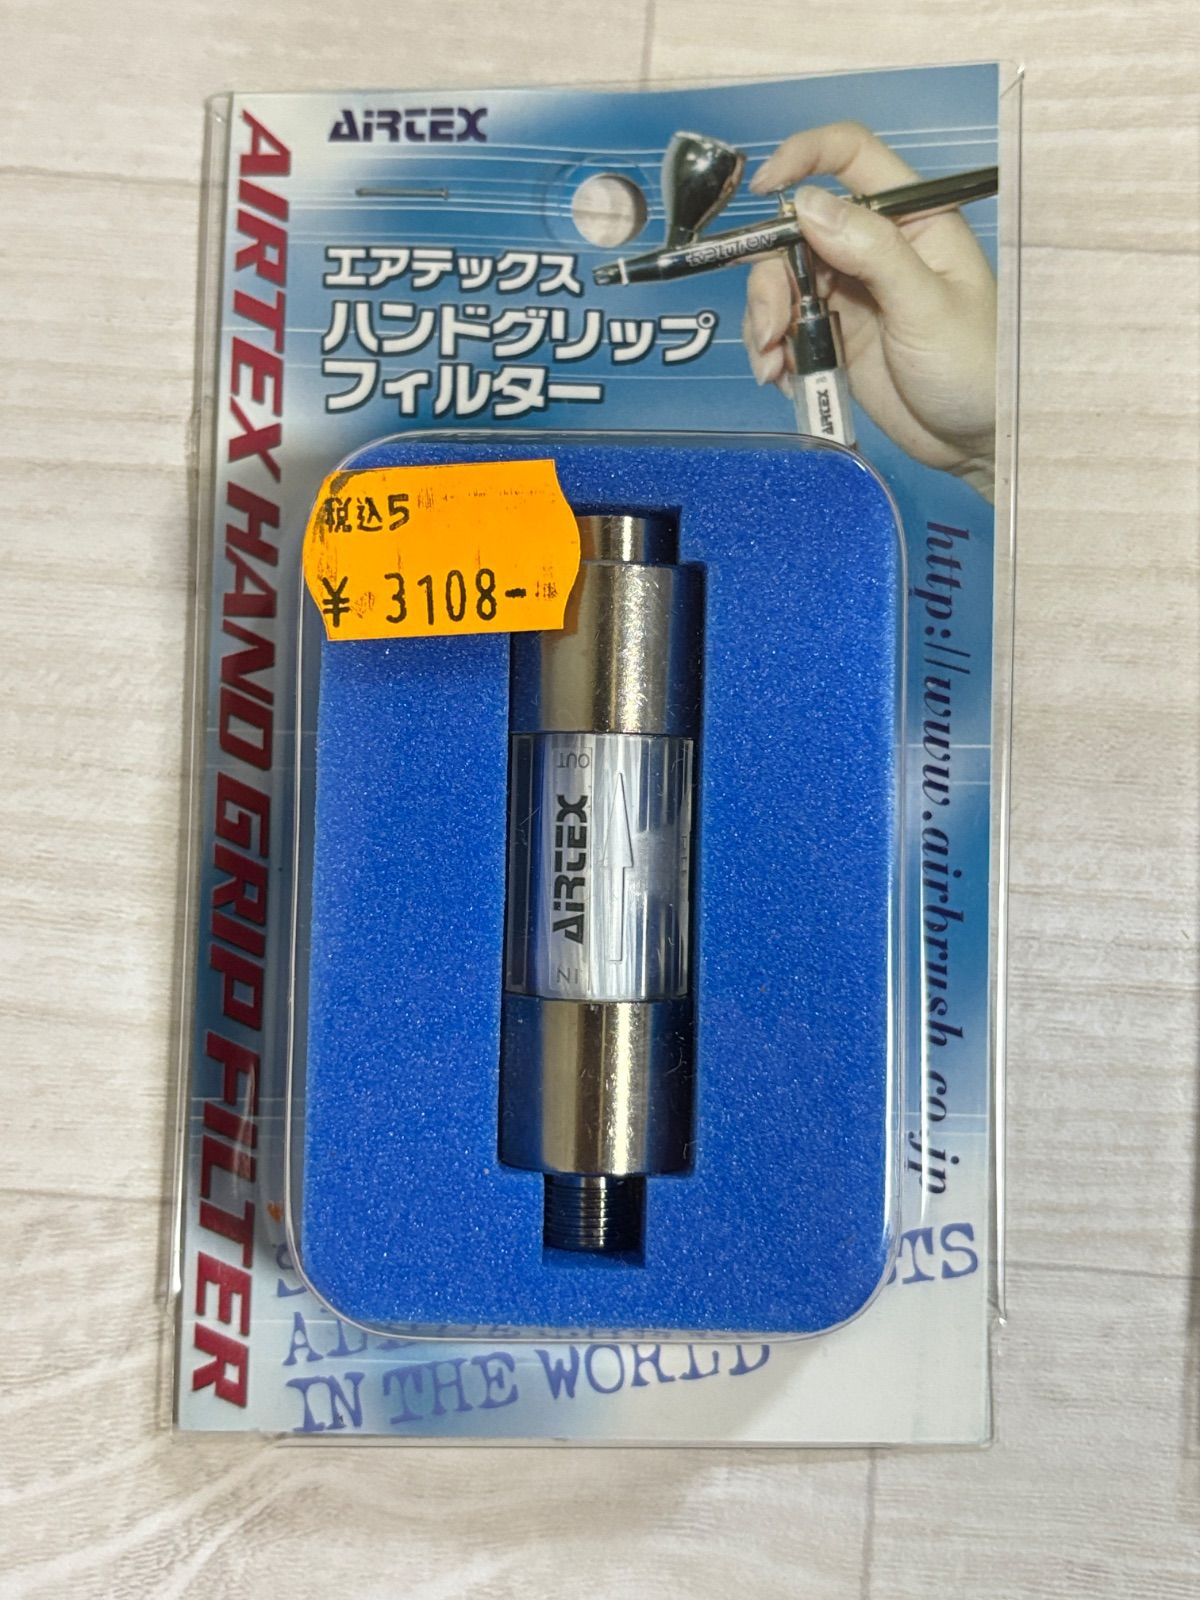 AIRTEX
エアテックス
ハンドグリップ
フィルター
AIRTEX HAND GRIP FILTER
税込5
¥ 3108-
OUT
AIRTEX
IN
AIRTEX
http://www.airbrush.co.jp
IN THE WORLD